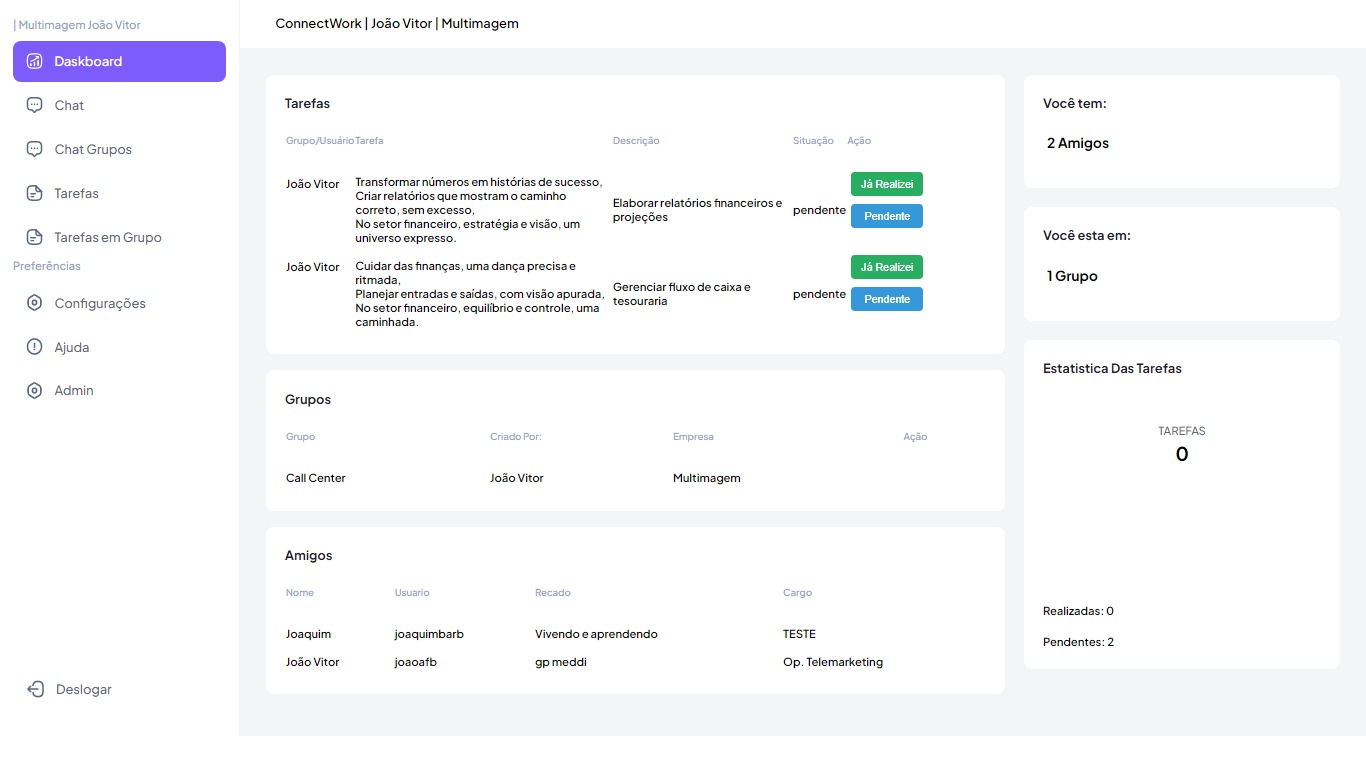 | Multimagem João Vitor
Daskboard
Chat
Chat Grupos
Tarefas
Tarefas em Grupo
Preferências
Configurações
Ajuda
Admin
Deslogar
ConnectWork | João Vitor | Multimagem
Tarefas
Grupo/Usuário Tarefa Descrição Situação Ação
João Vitor
Transformar números em histórias de sucesso,
Criar relatórios que mostram o caminho
correto, sem excesso,
No setor financeiro, estratégia e visão, um
universo expresso.
Elaborar relatórios financeiros e
projeções
pendente
Já Realizei
Pendente
João Vitor
Cuidar das finanças, uma dança precisa e
ritmada,
Planejar entradas e saídas, com visão apurada,
No setor financeiro, equilíbrio e controle, uma
caminhada.
Gerenciar fluxo de caixa e
tesouraria
pendente
Já Realizei
Pendente
Grupos
Grupo Criado Por: Empresa Ação
Call Center João Vitor Multimagem
Amigos
Nome Usuario Recado Cargo
Joaquim joaquimbarb Vivendo e aprendendo TESTE
João Vitor joaoafb gp meddi Op. Telemarketing
Você tem:
2 Amigos
Você esta em:
1 Grupo
Estatistica Das Tarefas
TAREFAS
0
Realizadas: 0
Pendentes: 2